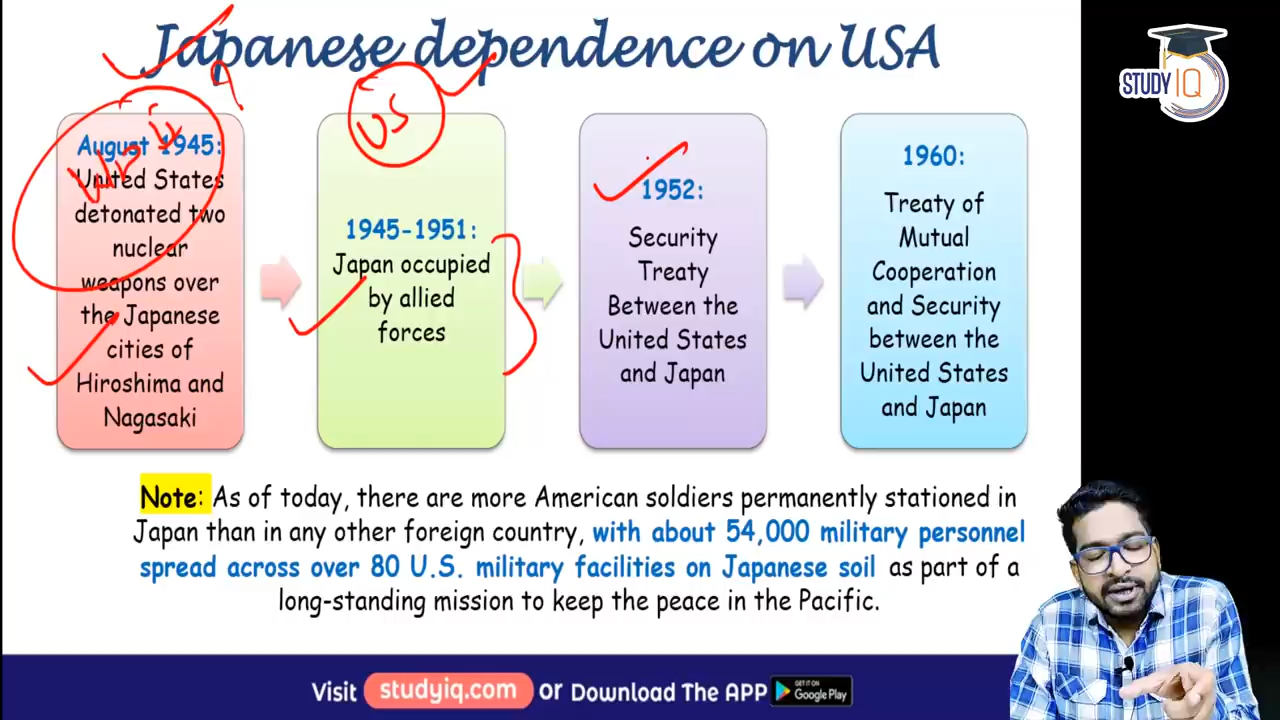 Japanese dependence on USA
STUDY IQ
US
August 1945:
United States
detonated two
nuclear
weapons over
the Japanese
cities of
Hiroshima and
Nagasaki
1945-1951:
Japan occupied
by allied
forces
1952:
Security
Treaty
Between the
United States
and Japan
1960:
Treaty of
Mutual
Cooperation
and Security
between the
United States
and Japan
Note: As of today, there are more American soldiers permanently stationed in
Japan than in any other foreign country, with about 54,000 military personnel
spread across over 80 U.S. military facilities on Japanese soil as part of a
long-standing mission to keep the peace in the Pacific.
Visit studyiq.com or Download The APP GET IT ON Google Play